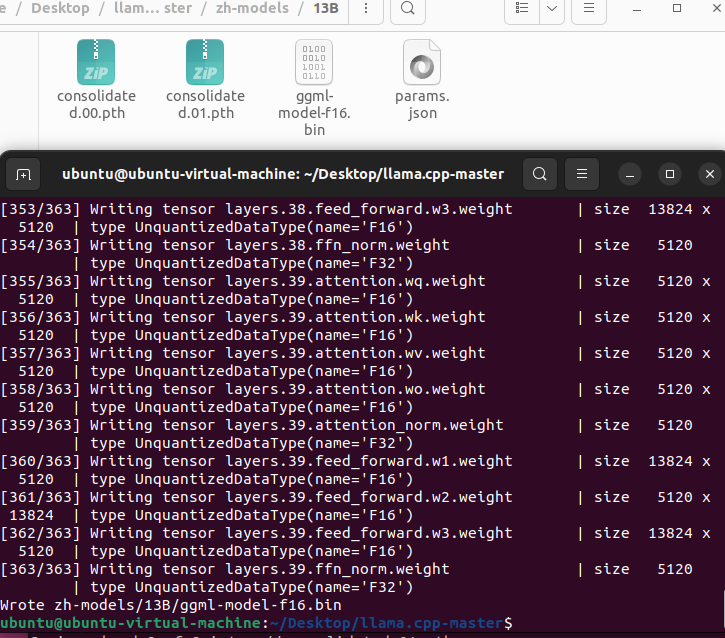 e / Desktop / llam... ster / zh-models / 13B
ZIP
ZIP
0100
0010
1001
0110
consolidate
d.00.pth
consolidate
d.01.pth
ggml-
model-f16.
bin
params.
json
ubuntu@ubuntu-virtual-machine: ~/Desktop/llama.cpp-master
[353/363] Writing tensor layers.38.feed_forward.w3.weight | size 13824 x
5120 | type UnquantizedDataType(name='F16')
[354/363] Writing tensor layers.38.ffn_norm.weight | size 5120
| type UnquantizedDataType(name='F32')
[355/363] Writing tensor layers.39.attention.wq.weight | size 5120 x
5120 | type UnquantizedDataType(name='F16')
[356/363] Writing tensor layers.39.attention.wk.weight | size 5120 x
5120 | type UnquantizedDataType(name='F16')
[357/363] Writing tensor layers.39.attention.wv.weight | size 5120 x
5120 | type UnquantizedDataType(name='F16')
[358/363] Writing tensor layers.39.attention.wo.weight | size 5120 x
5120 | type UnquantizedDataType(name='F16')
[359/363] Writing tensor layers.39.attention_norm.weight | size 5120
| type UnquantizedDataType(name='F32')
[360/363] Writing tensor layers.39.feed_forward.w1.weight | size 13824 x
5120 | type UnquantizedDataType(name='F16')
[361/363] Writing tensor layers.39.feed_forward.w2.weight | size 5120 x
13824 | type UnquantizedDataType(name='F16')
[362/363] Writing tensor layers.39.feed_forward.w3.weight | size 13824 x
5120 | type UnquantizedDataType(name='F16')
[363/363] Writing tensor layers.39.ffn_norm.weight | size 5120
| type UnquantizedDataType(name='F32')
Wrote zh-models/13B/ggml-model-f16.bin
ubuntu@ubuntu-virtual-machine:~/Desktop/llama.cpp-master$